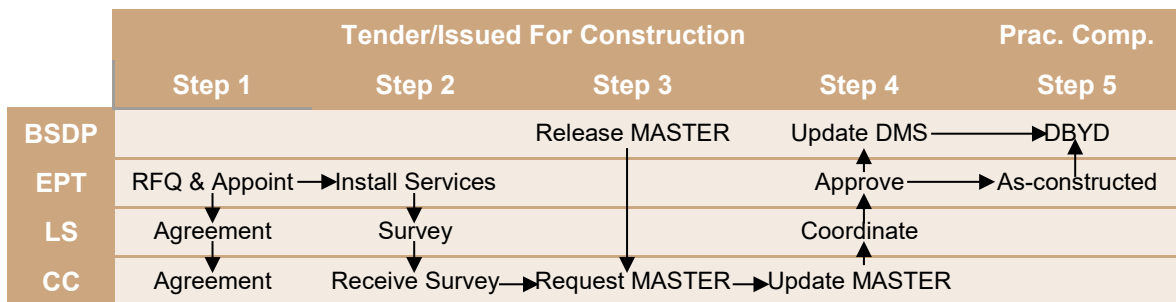 Tender/Issued For Construction Prac. Comp.
Step 1 Step 2 Step 3 Step 4 Step 5
BSDP Release MASTER Update DMS DBYD
EPT RFQ & Appoint Install Services Approve As-constructed
LS Agreement Survey Coordinate
CC Agreement Receive Survey Request MASTER Update MASTER